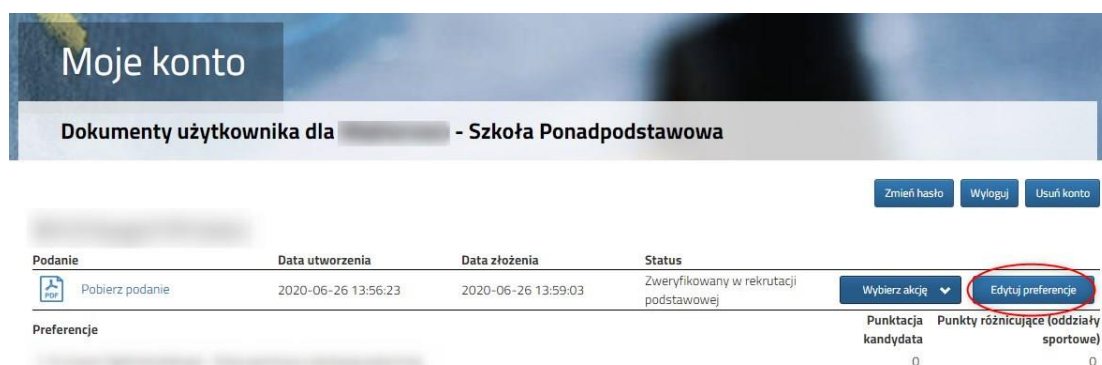 Moje konto
Dokumenty użytkownika dla - Szkoła Ponadpodstawowa
Zmień hasło Wyloguj Usuń konto
Podanie Data utworzenia Data złożenia Status
PDF Pobierz podanie 2020-06-26 13:56:23 2020-06-26 13:59:03 Zweryfikowany w rekrutacji podstawowej Wybierz akcję Edytuj preferencje
Preferencje Punktacja kandydata Punkty różnicujące (oddziały sportowe)
0 0